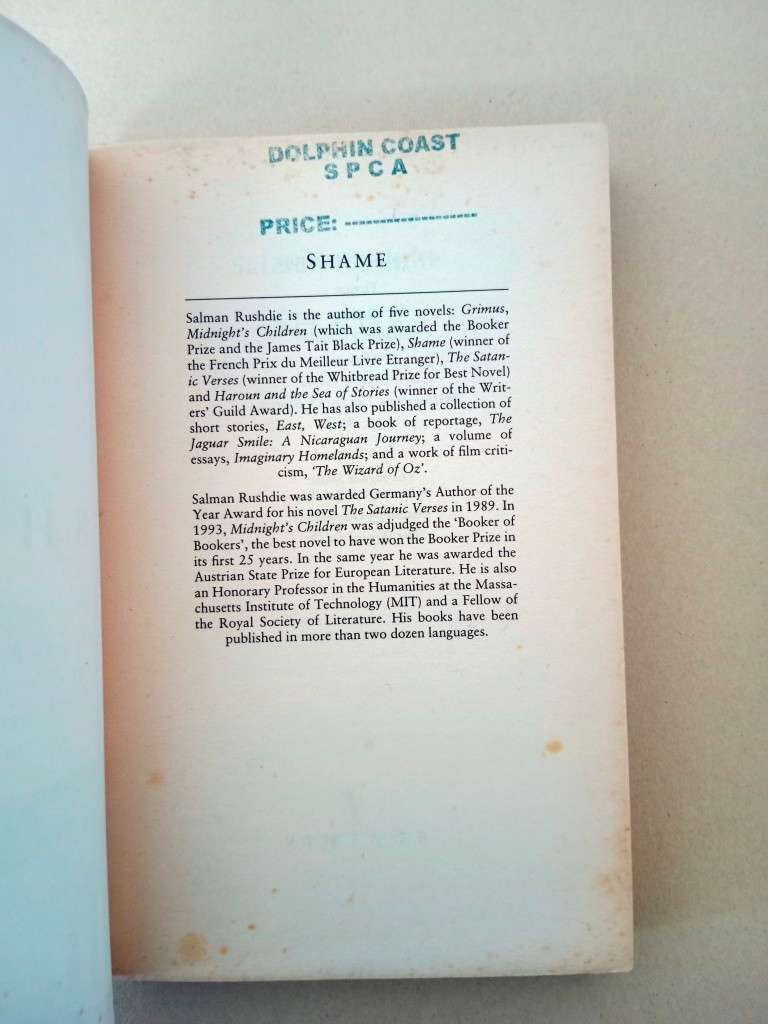 DOLPHIN COAST
SPCA
PRICE: -------------------
SHAME
Salman Rushdie is the author of five novels: Grimus,
Midnight's Children (which was awarded the Booker
Prize and the James Tait Black Prize), Shame (winner of
the French Prix du Meilleur Livre Etranger), The Satan-
ic Verses (winner of the Whitbread Prize for Best Novel)
and Haroun and the Sea of Stories (winner of the Writ-
ers' Guild Award). He has also published a collection of
short stories, East, West; a book of reportage, The
Jaguar Smile: A Nicaraguan Journey; a volume of
essays, Imaginary Homelands; and a work of film criti-
cism, 'The Wizard of Oz'.
Salman Rushdie was awarded Germany's Author of the
Year Award for his novel The Satanic Verses in 1989. In
1993, Midnight's Children was adjudged the 'Booker of
Bookers', the best novel to have won the Booker Prize in
its first 25 years. In the same year he was awarded the
Austrian State Prize for European Literature. He is also
an Honorary Professor in the Humanities at the Massa-
chusetts Institute of Technology (MIT) and a Fellow of
the Royal Society of Literature. His books have been
published in more than two dozen languages.